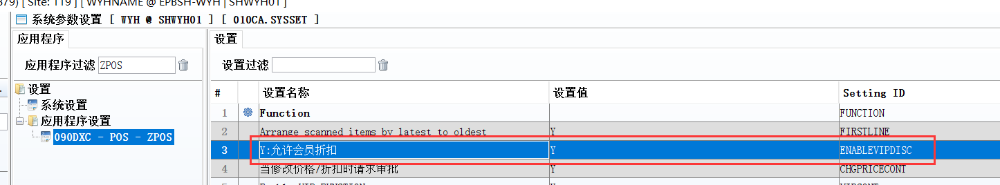 379) [ Site: 119 ] [ WYHNAME @ EPBSH-WYH | SHWYH01 ]
系统参数设置 [ WYH @ SHWYH01 ] [ 010CA.SYSSET ]
应用程序
设置
应用程序过滤 ZPOS
设置过滤
设置
系统设置
应用程序设置
090DXC - POS - ZPOS
# 设置名称 设置值 Setting ID
1 Function FUNCTION
2 Arrange scanned items by latest to oldest Y FIRSTLINE
3 Y:允许会员折扣 Y ENABLEVIPDISC
4 当修改价格/折扣时请求审批 Y CHGPRICECONT